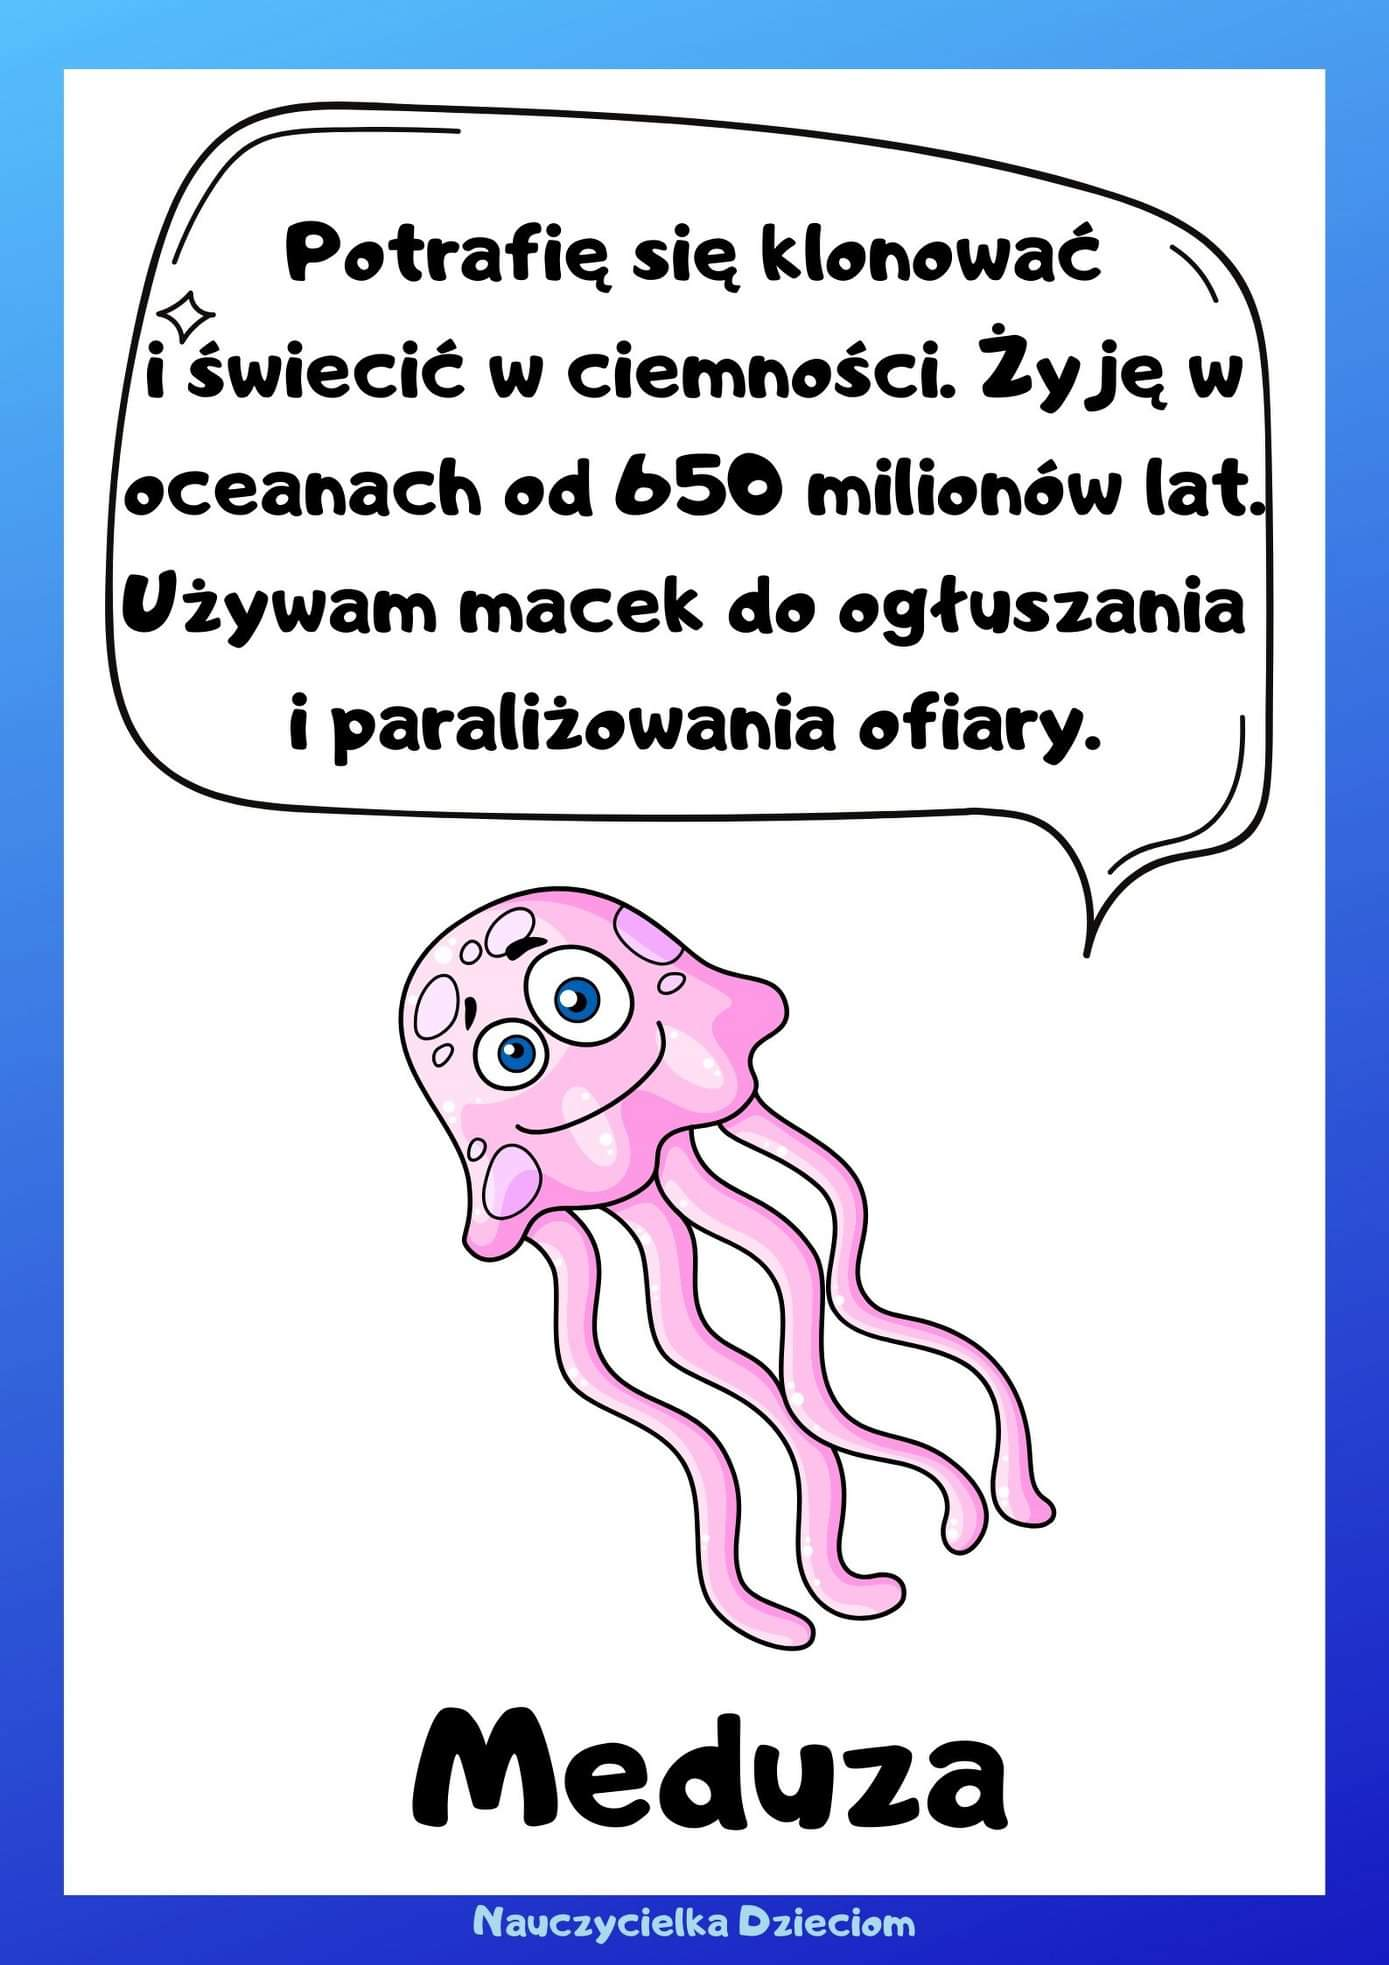 Potrafię się klonować
i świecić w ciemności. Żyję w
oceanach od 650 milionów lat.
Używam macek do ogłuszania
i paraliżowania ofiary.
Meduza
Nauczycielka Dzieciom